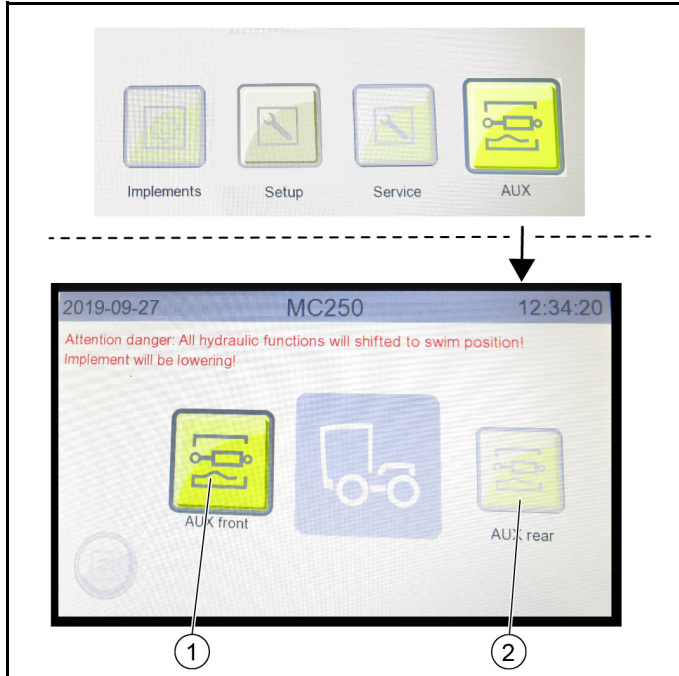 Implements
Setup
Service
AUX
2019-09-27 MC250 12:34:20
Attention danger: All hydraulic functions will shifted to swim position!
Implement will be lowering!
AUX front
AUX rear
1
2